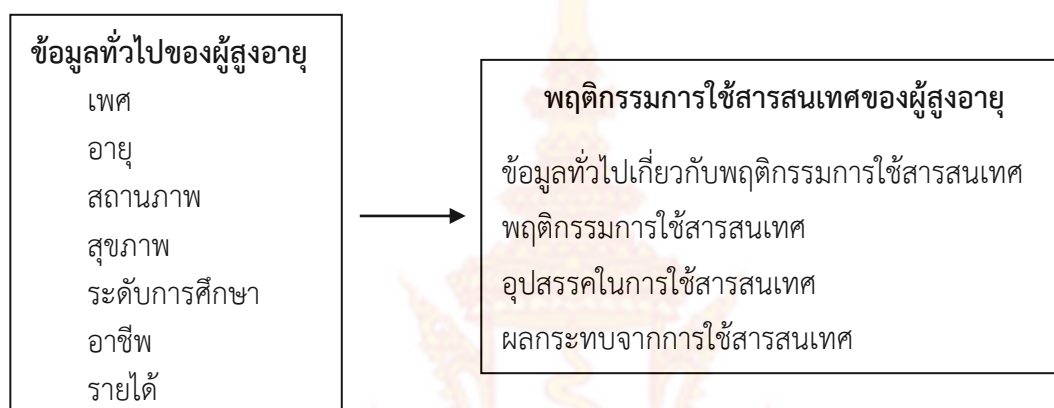 ข้อมูลทั่วไปของผู้สูงอายุ
เพศ
อายุ
สถานภาพ
สุขภาพ
ระดับการศึกษา
อาชีพ
รายได้
พฤติกรรมการใช้สารสนเทศของผู้สูงอายุ
ข้อมูลทั่วไปเกี่ยวกับพฤติกรรมการใช้สารสนเทศ
พฤติกรรมการใช้สารสนเทศ
อุปสรรคในการใช้สารสนเทศ
ผลกระทบจากการใช้สารสนเทศ